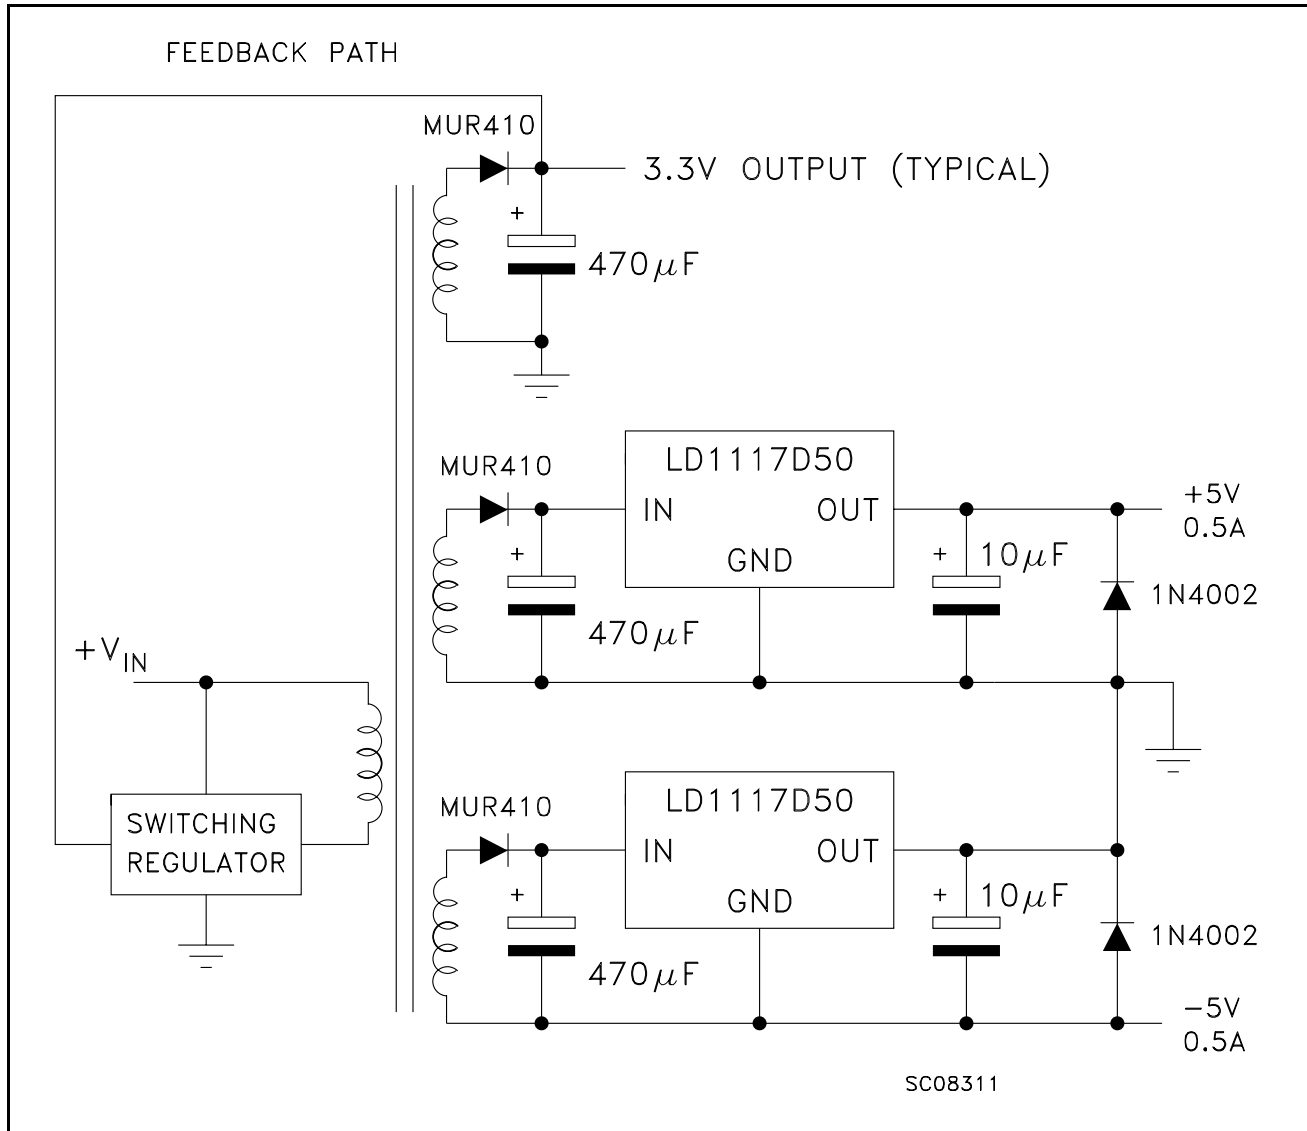 FEEDBACK PATH
MUR410
3.3V OUTPUT (TYPICAL)
+
470μF
MUR410
LD1117D50
IN
OUT
GND
+
470μF
+
10μF
+5V
0.5A
1N4002
+VIN
SWITCHING
REGULATOR
MUR410
LD1117D50
IN
OUT
GND
+
470μF
+
10μF
1N4002
-5V
0.5A
SC08311